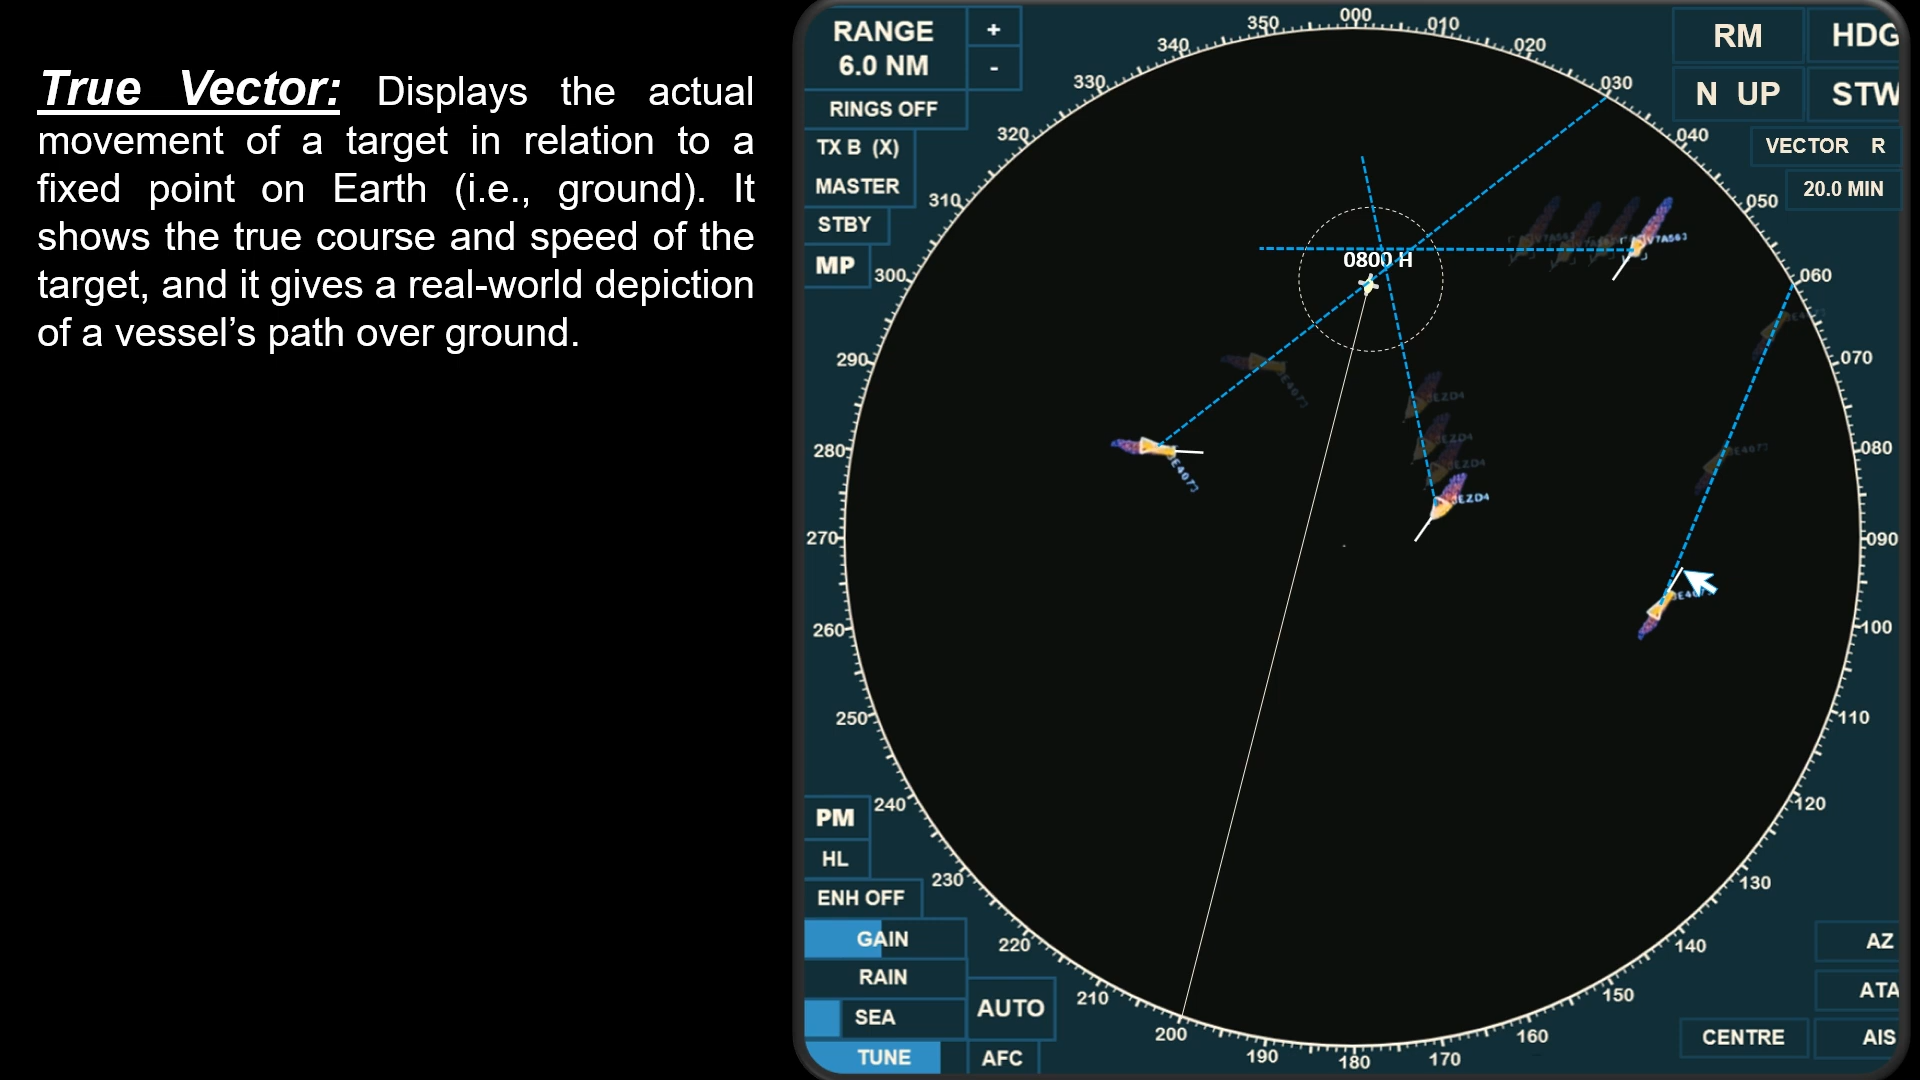 True Vector: Displays the actual
movement of a target in relation to a
fixed point on Earth (i.e., ground). It
shows the true course and speed of the
target, and it gives a real-world depiction
of a vessel’s path over ground.
RANGE
6.0 NM
+
-
RINGS OFF
TX B (X)
MASTER
STBY
MP
PM
HL
ENH OFF
GAIN
RAIN
SEA
TUNE
AUTO
AFC
RM
HDG
N UP
STW
VECTOR R
20.0 MIN
AZ
ATA
CENTRE
AIS
000
010
020
030
040
050
060
070
080
090
100
110
120
130
140
150
160
170
180
190
200
210
220
230
240
250
260
270
280
290
300
310
320
330
340
350
0800 H
V7A563
EZD4
EZD4
EZD4
EZD4